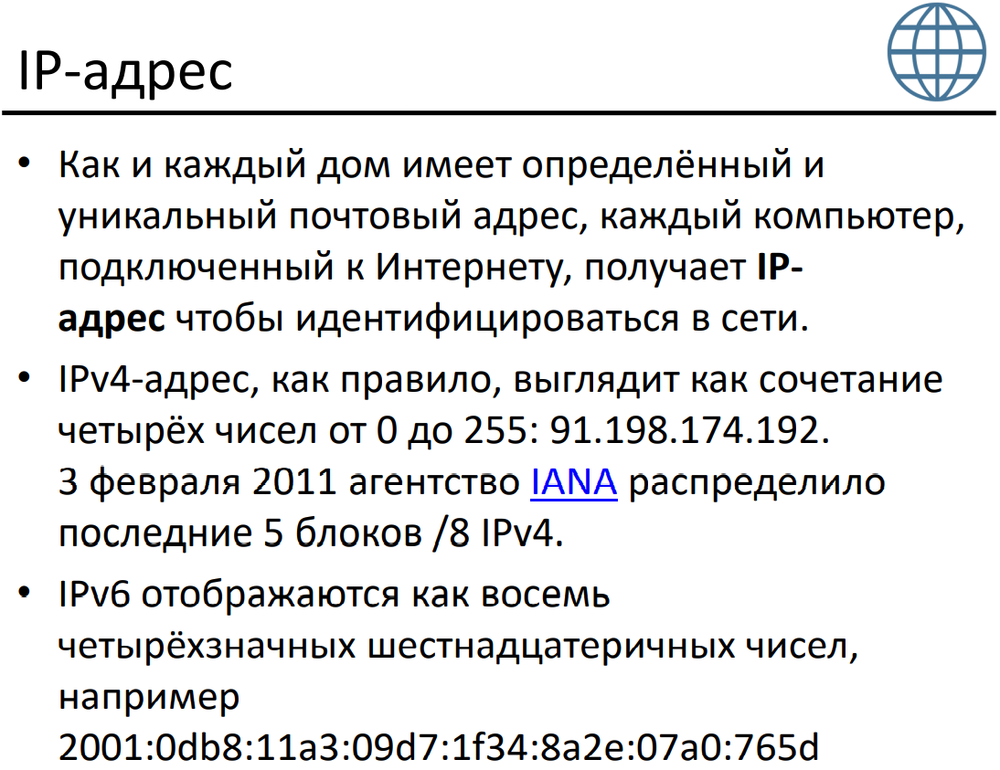 IP-адрес
• Как и каждый дом имеет определённый и
уникальный почтовый адрес, каждый компьютер,
подключенный к Интернету, получает IP-
адрес чтобы идентифицироваться в сети.
• IPv4-адрес, как правило, выглядит как сочетание
четырёх чисел от 0 до 255: 91.198.174.192.
3 февраля 2011 агентство IANA распределило
последние 5 блоков /8 IPv4.
• IPv6 отображаются как восемь
четырёхзначных шестнадцатеричных чисел,
например
2001:0db8:11a3:09d7:1f34:8a2e:07a0:765d